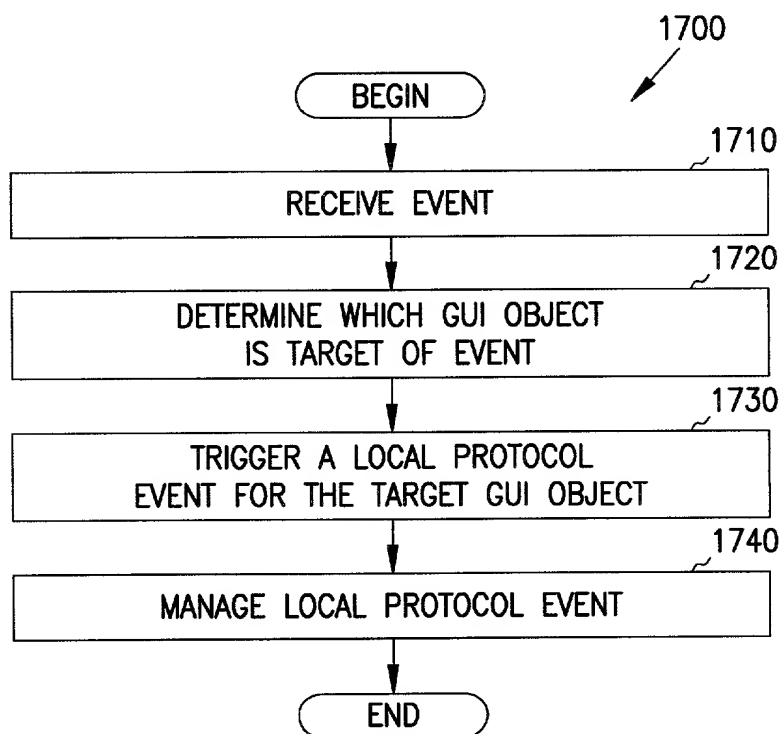 1700
BEGIN
1710
RECEIVE EVENT
1720
DETERMINE WHICH GUI OBJECT
IS TARGET OF EVENT
1730
TRIGGER A LOCAL PROTOCOL
EVENT FOR THE TARGET GUI OBJECT
1740
MANAGE LOCAL PROTOCOL EVENT
END